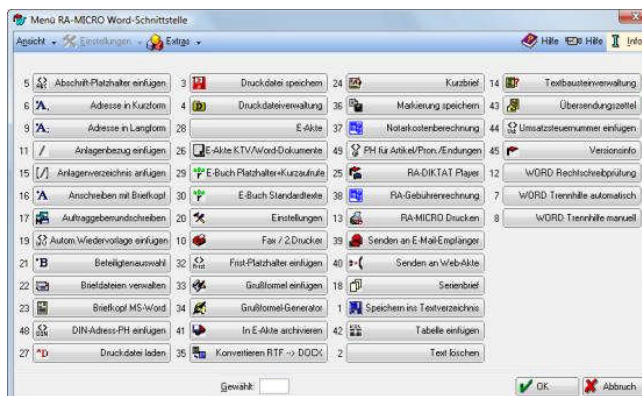 Menü RA-MICRO Word-Schnittstelle
Ansicht Einstellungen Extras Hilfe Hilfe Info
5 Abschrift-Platzhalter einfügen 3 Druckdatei speichern 24 Kurzbrief 14 Textbausteinverwaltung
6 Adresse in Kurzform 4 Druckdateiverwaltung 36 Markierung speichern 43 Übersendungszettel
9 Adresse in Langform 28 E-Akte 37 Notarkostenberechnung 44 Umsatzsteuernummer einfügen
11 Anlagenbezug einfügen 26 E-Akte KTV/Word-Dokumente 49 PH für Artikel/Pron./Endungen 45 Versionsinfo
15 Anlagenverzeichnis anfügen 29 E-Buch Platzhalter+Kurzaufrufe 25 RA-DIKTAT Player 12 WORD Rechtschreibprüfung
16 Anschreiben mit Briefkopf 30 E-Buch Standardtexte 38 RA-Gebührenrechnung 7 WORD Trennhilfe automatisch
17 Auftraggeberrundschreiben 20 Einstellungen 13 RA-MICRO Drucken 8 WORD Trennhilfe manuell
19 Autom. Wiedervorlage einfügen 10 Fax / 2.Drucker 39 Senden an E-Mail-Empfänger
21 Beteiligtenauswahl 32 Frist-Platzhalter einfügen 40 Senden an Web-Akte
22 Briefdateien verwalten 33 Grußformel einfügen 18 Serienbrief
23 Briefkopf MS-Word 34 Grußformel-Generator 1 Speichern ins Textverzeichnis
48 DIN-Adress-PH einfügen 41 In E-Akte archivieren 42 Tabelle einfügen
27 Druckdatei laden 35 Konvertieren RTF -> DOCX 2 Text löschen
Gewählt: OK Abbruch